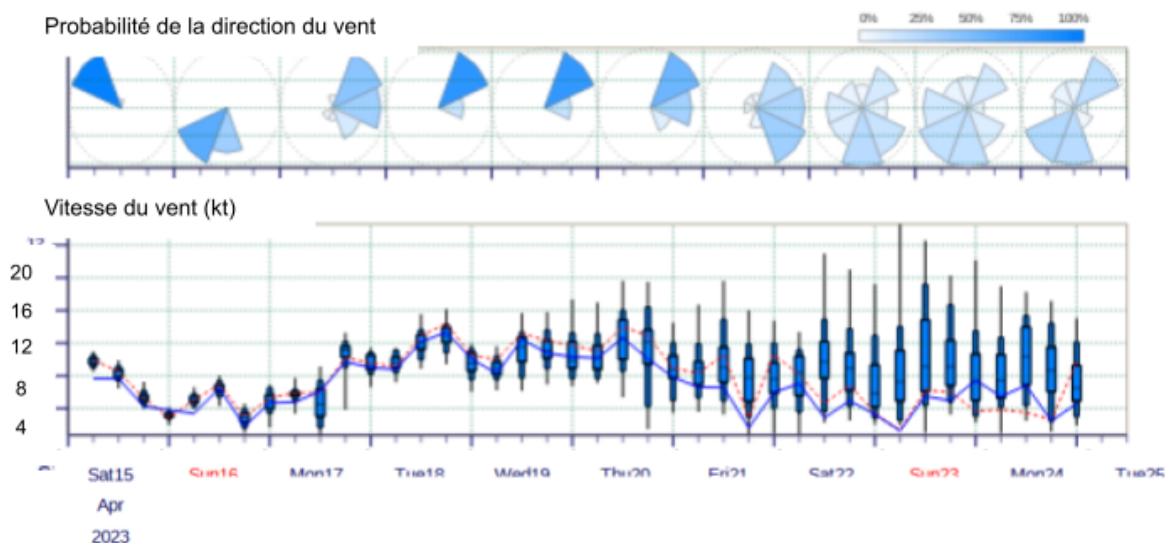 Probabilité de la direction du vent
0% 25% 50% 75% 100%
Vitesse du vent (kt)
20
16
12
8
4
Sat15 Sun16 Mon17 Tue18 Wed19 Thu20 Fri21 Sat22 Sun23 Mon24 Tue25
Apr
2023